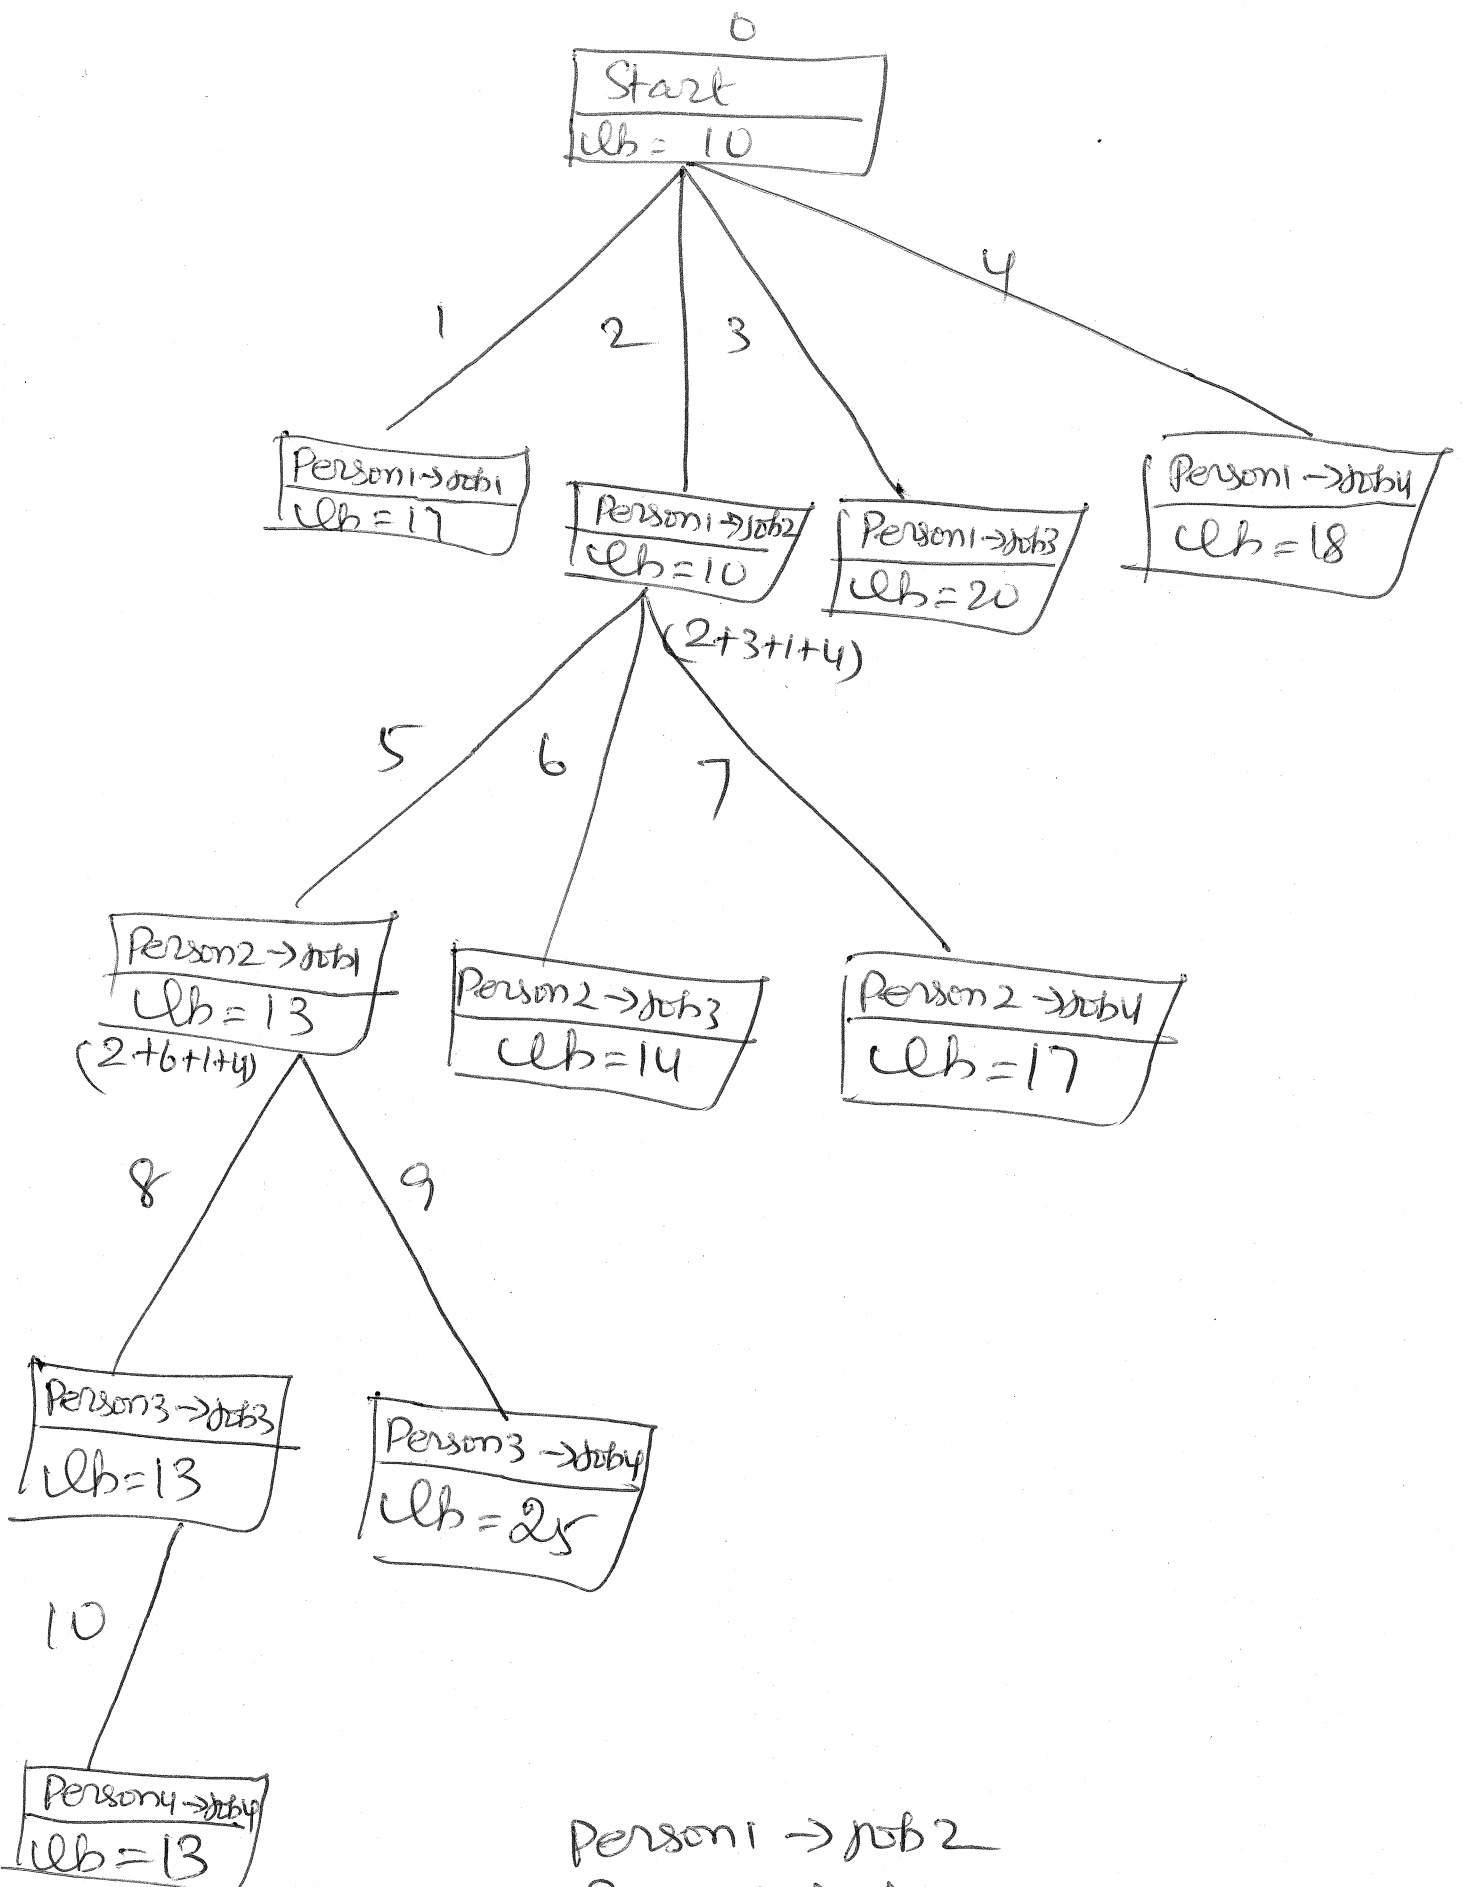 0
Start
lb = 10
1
2
3
4
Person1→job1
lb=17
Person1→job2
lb=10
(2+3+1+4)
Person1→job3
lb=20
Person1→job4
lb=18
5
6
7
Person2→job1
lb=13
(2+6+1+4)
Person2→job3
lb=14
Person2→job4
lb=17
8
9
Person3→job3
lb=13
Person3→job4
lb=25
10
Person4→job4
lb=13
Person1→job2